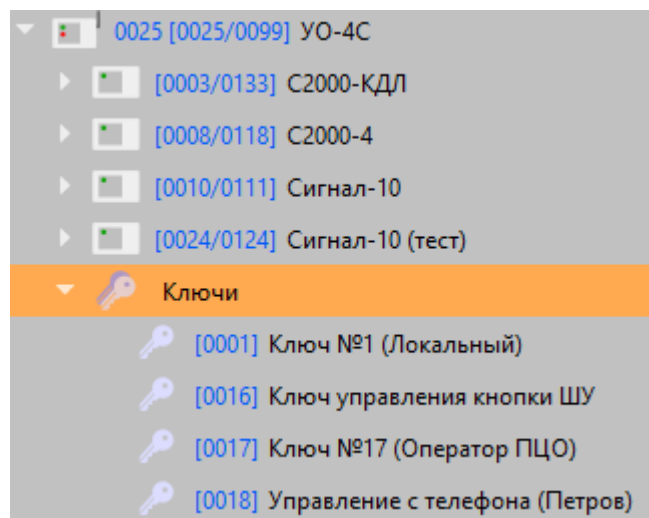 0025 [0025/0099] УО-4С
[0003/0133] С2000-КДЛ
[0008/0118] С2000-4
[0010/0111] Сигнал-10
[0024/0124] Сигнал-10 (тест)
Ключи
[0001] Ключ №1 (Локальный)
[0016] Ключ управления кнопки ШУ
[0017] Ключ №17 (Оператор ПЦО)
[0018] Управление с телефона (Петров)